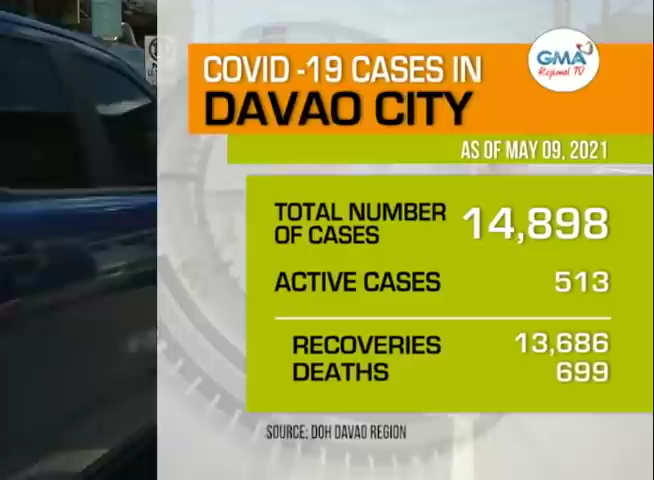 COVID -19 CASES IN
DAVAO CITY
GMA
Regional TV
AS OF MAY 09, 2021
TOTAL NUMBER
OF CASES
14,898
ACTIVE CASES 513
RECOVERIES 13,686
DEATHS 699
SOURCE: DOH DAVAO REGION